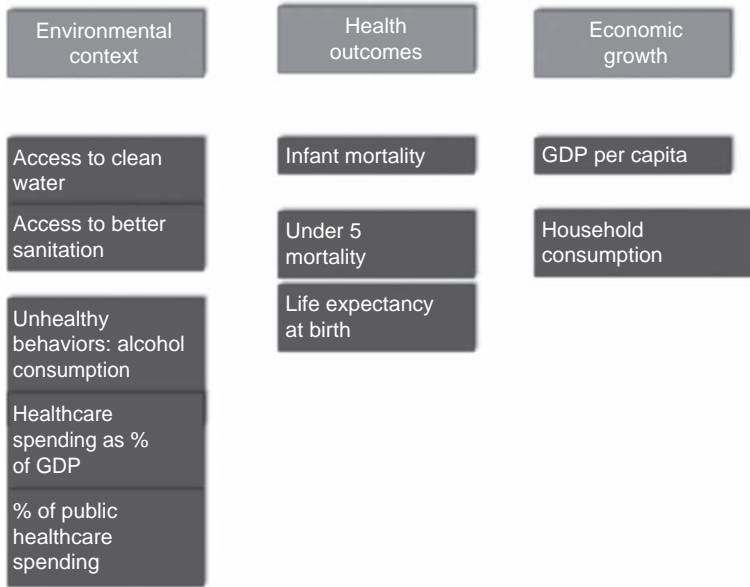 Environmental
context
Health
outcomes
Economic
growth
Access to clean
water
Access to better
sanitation
Unhealthy
behaviors: alcohol
consumption
Healthcare
spending as %
of GDP
% of public
healthcare
spending
Infant mortality
Under 5
mortality
Life expectancy
at birth
GDP per capita
Household
consumption